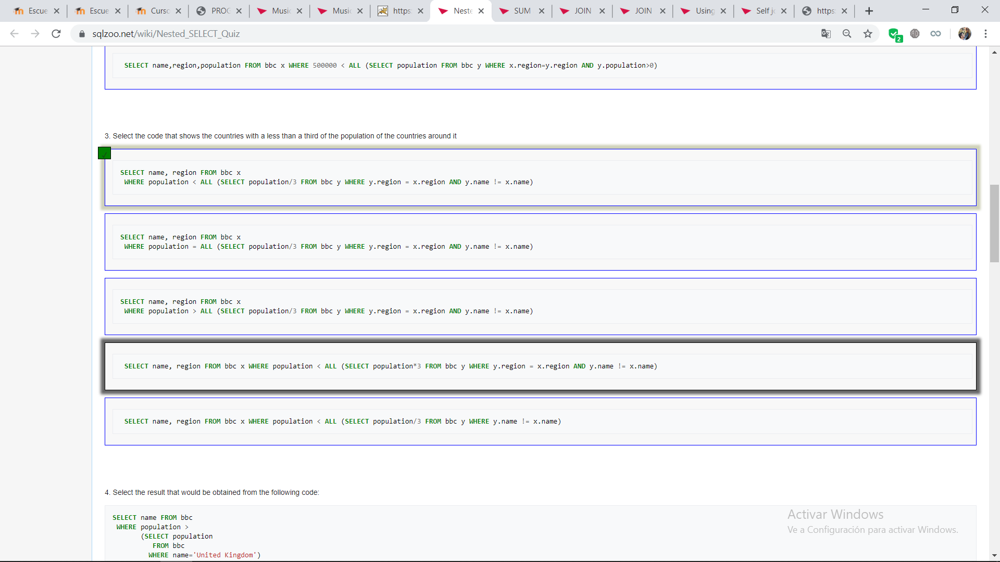 Escue
Escue
Curso
PROG
Music
Music
https:
Neste
SUM
JOIN
JOIN
Using
Self jo
https:
sqlzoo.net/wiki/Nested_SELECT_Quiz
2
SELECT name,region,population FROM bbc x WHERE 500000 < ALL (SELECT population FROM bbc y WHERE x.region=y.region AND y.population>0)
3. Select the code that shows the countries with a less than a third of the population of the countries around it
SELECT name, region FROM bbc x
WHERE population < ALL (SELECT population/3 FROM bbc y WHERE y.region = x.region AND y.name != x.name)
SELECT name, region FROM bbc x
WHERE population = ALL (SELECT population/3 FROM bbc y WHERE y.region = x.region AND y.name != x.name)
SELECT name, region FROM bbc x
WHERE population > ALL (SELECT population/3 FROM bbc y WHERE y.region = x.region AND y.name != x.name)
SELECT name, region FROM bbc x WHERE population < ALL (SELECT population*3 FROM bbc y WHERE y.region = x.region AND y.name != x.name)
SELECT name, region FROM bbc x WHERE population < ALL (SELECT population/3 FROM bbc y WHERE y.name != x.name)
4. Select the result that would be obtained from the following code:
SELECT name FROM bbc
WHERE population >
(SELECT population
FROM bbc
WHERE name='United Kingdom')
Activar Windows
Ve a Configuración para activar Windows.